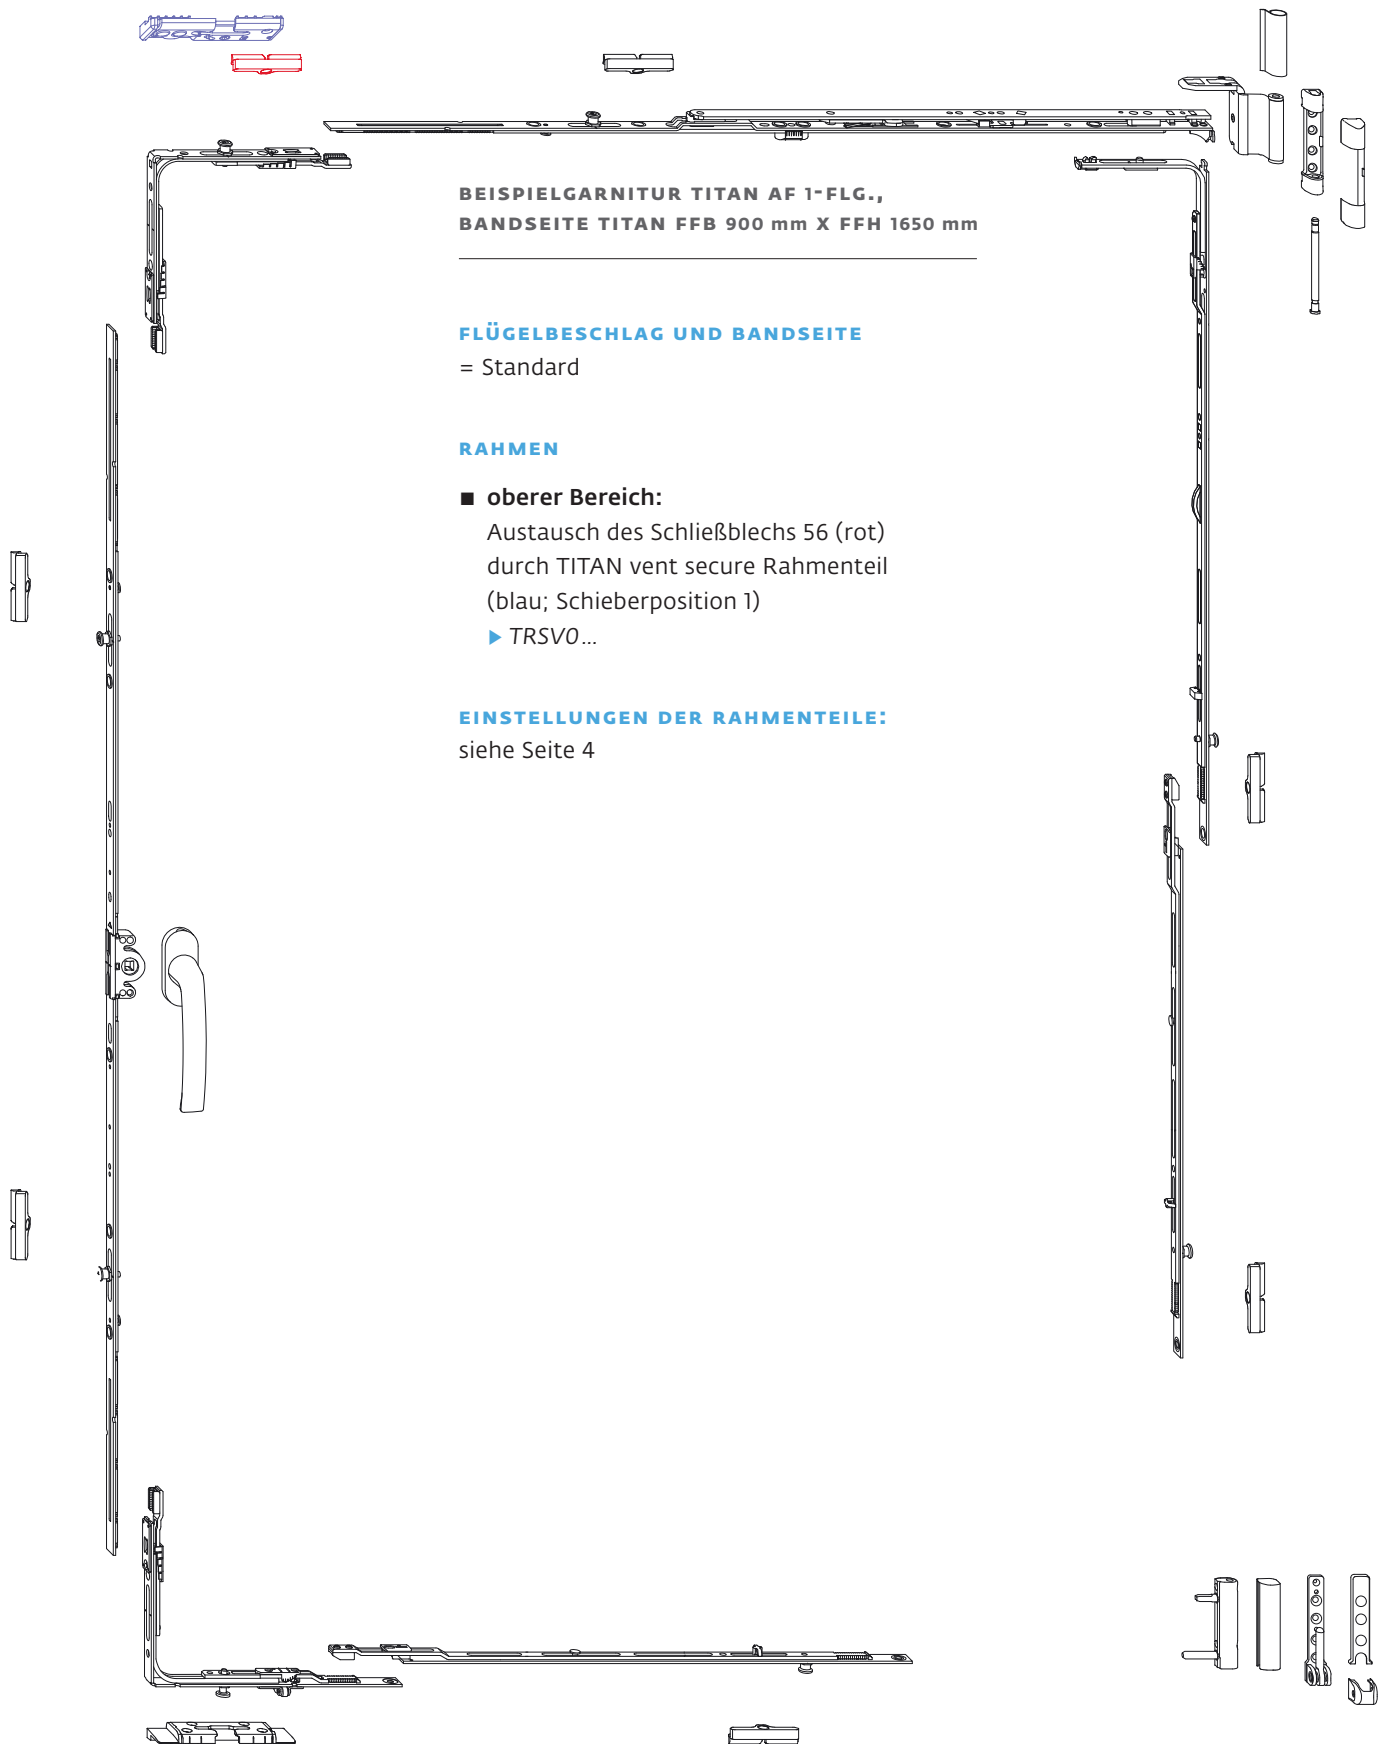 BEISPIELGARNITUR TITAN AF 1-FLG.,
BANDSEITE TITAN FFB 900 mm X FFH 1650 mm
FLÜGELBESCHLAG UND BANDSEITE
= Standard
RAHMEN
■ oberer Bereich:
Austausch des Schließblechs 56 (rot)
durch TITAN vent secure Rahmenteil
(blau; Schieberposition 1)
▶ TRSV0...
EINSTELLUNGEN DER RAHMENTEILE:
siehe Seite 4